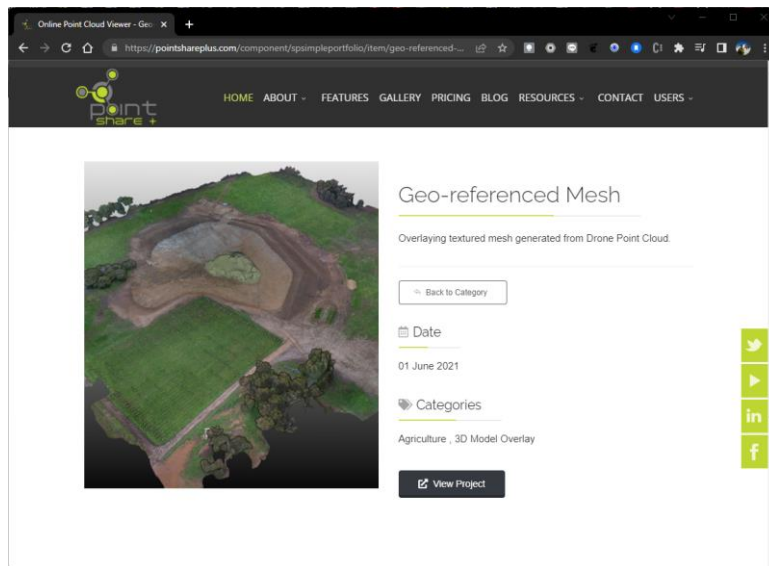 Online Point Cloud Viewer - Geo
https://pointshareplus.com/component/spsimpleportfolio/item/geo-referenced-...
point
share +
HOME ABOUT FEATURES GALLERY PRICING BLOG RESOURCES CONTACT USERS
Geo-referenced Mesh
Overlaying textured mesh generated from Drone Point Cloud.
Back to Category
Date
01 June 2021
Categories
Agriculture , 3D Model Overlay
View Project
in
f